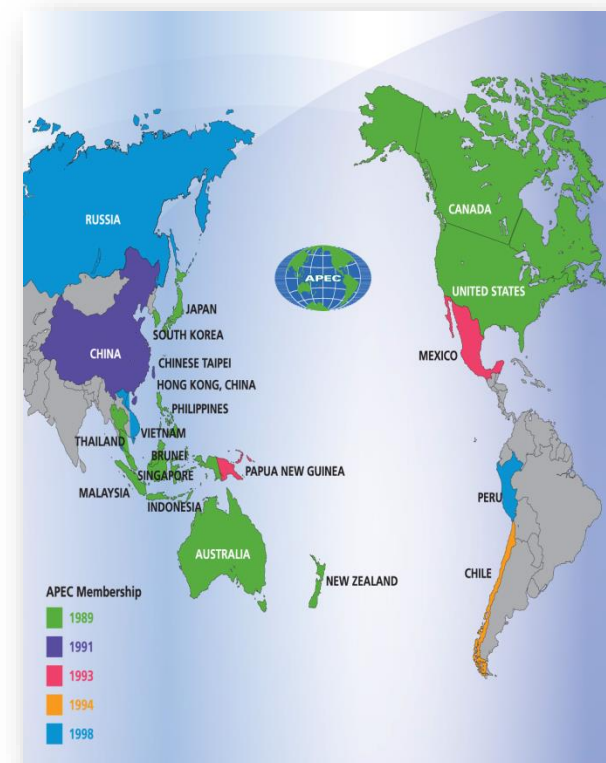 CANADA
RUSSIA
APEC
UNITED STATES
JAPAN
SOUTH KOREA
CHINA
MEXICO
CHINESE TAIPEI
HONG KONG, CHINA
PHILIPPINES
VIETNAM
THAILAND
BRUNEI
PAPUA NEW GUINEA
SINGAPORE
MALAYSIA
INDONESIA
PERU
AUSTRALIA
CHILE
NEW ZEALAND
APEC Membership
1989
1991
1993
1994
1998